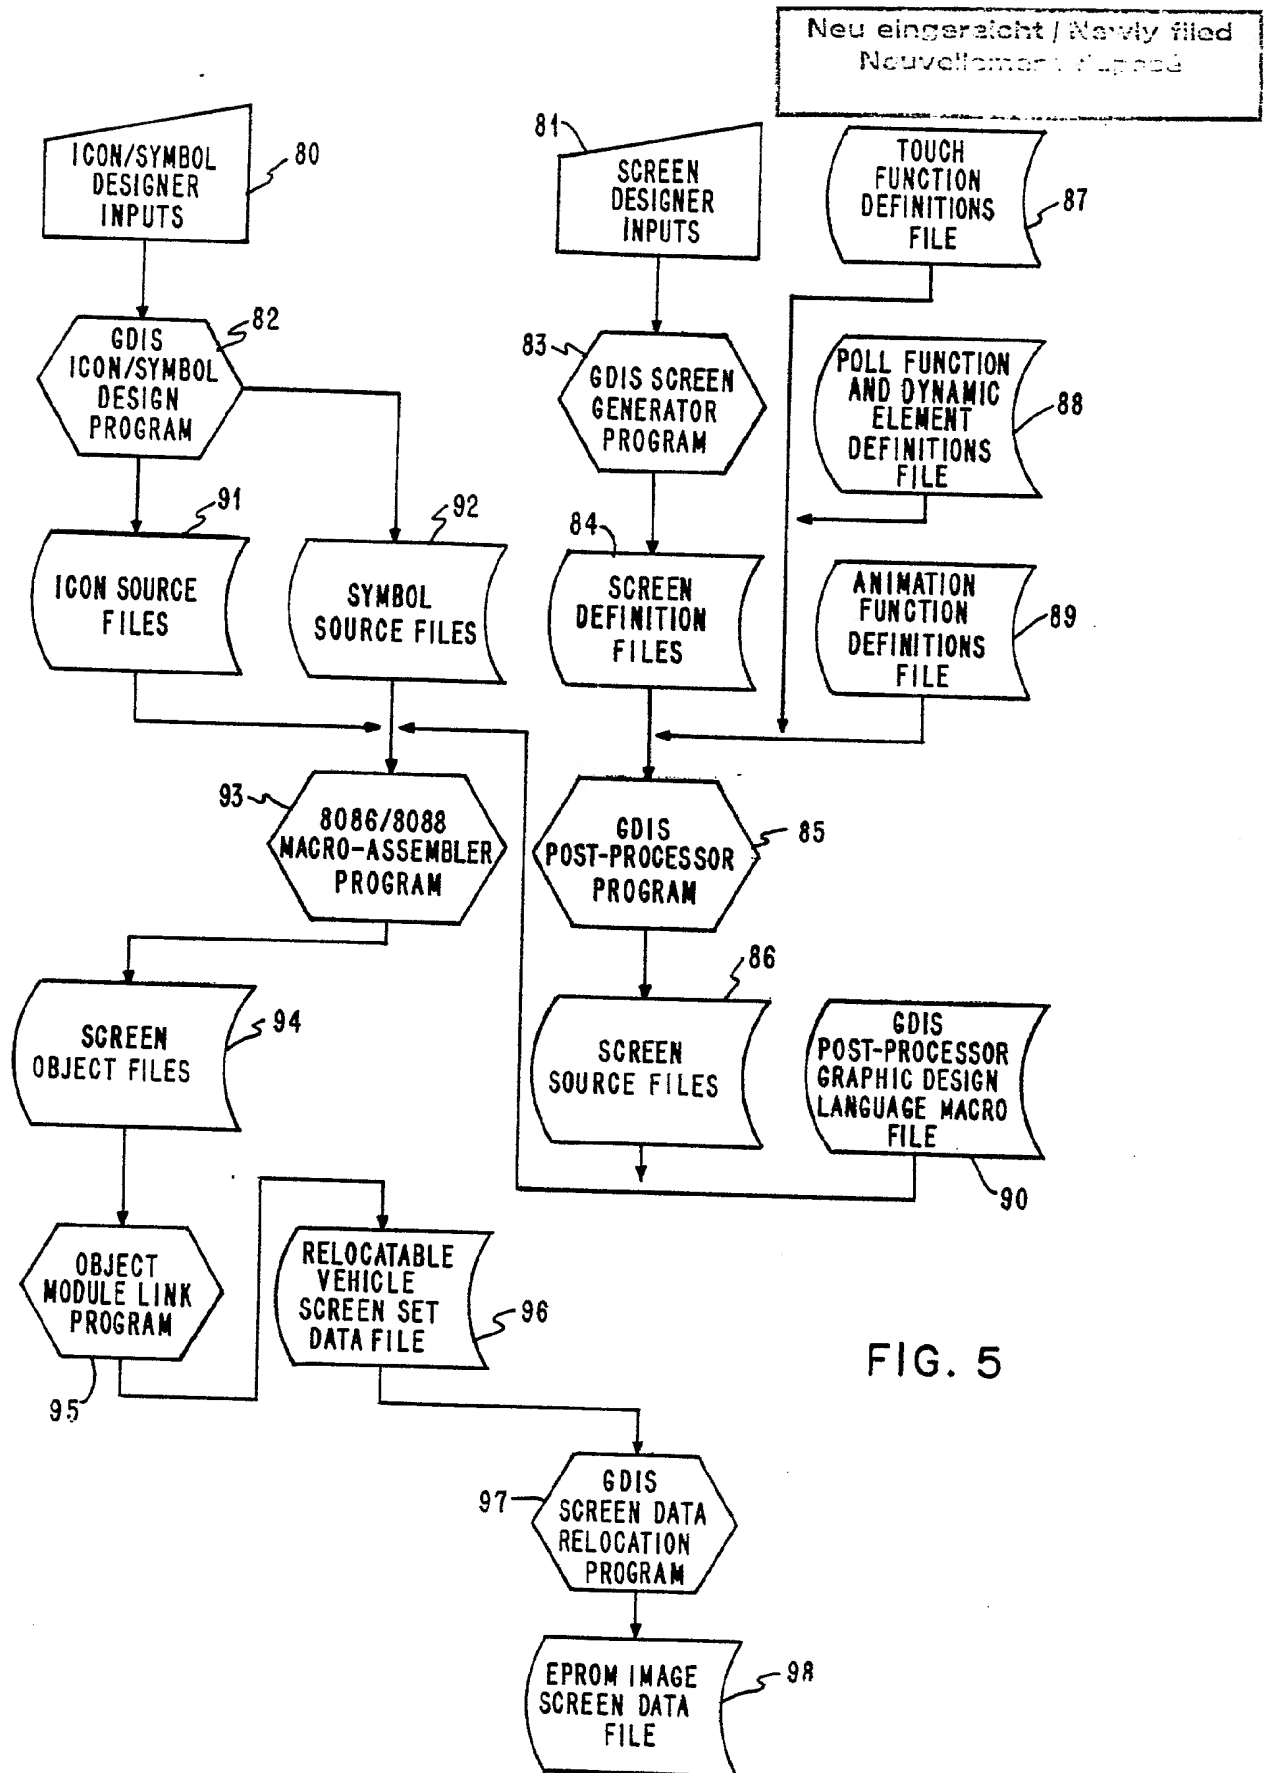 Neu eingereicht / Newly filed
Nouvellement déposé
ICON/SYMBOL
DESIGNER
INPUTS
80
81
SCREEN
DESIGNER
INPUTS
TOUCH
FUNCTION
DEFINITIONS
FILE
87
GDIS
ICON/SYMBOL
DESIGN
PROGRAM
82
83
GDIS SCREEN
GENERATOR
PROGRAM
POLL FUNCTION
AND DYNAMIC
ELEMENT
DEFINITIONS
FILE
88
91
ICON SOURCE
FILES
92
SYMBOL
SOURCE FILES
84
SCREEN
DEFINITION
FILES
ANIMATION
FUNCTION
DEFINITIONS
FILE
89
93
8086/8088
MACRO-ASSEMBLER
PROGRAM
GDIS
POST-PROCESSOR
PROGRAM
85
SCREEN
OBJECT FILES
94
86
SCREEN
SOURCE FILES
GDIS
POST-PROCESSOR
GRAPHIC DESIGN
LANGUAGE MACRO
FILE
90
OBJECT
MODULE LINK
PROGRAM
95
RELOCATABLE
VEHICLE
SCREEN SET
DATA FILE
96
FIG. 5
97
GDIS
SCREEN DATA
RELOCATION
PROGRAM
EPROM IMAGE
SCREEN DATA
FILE
98